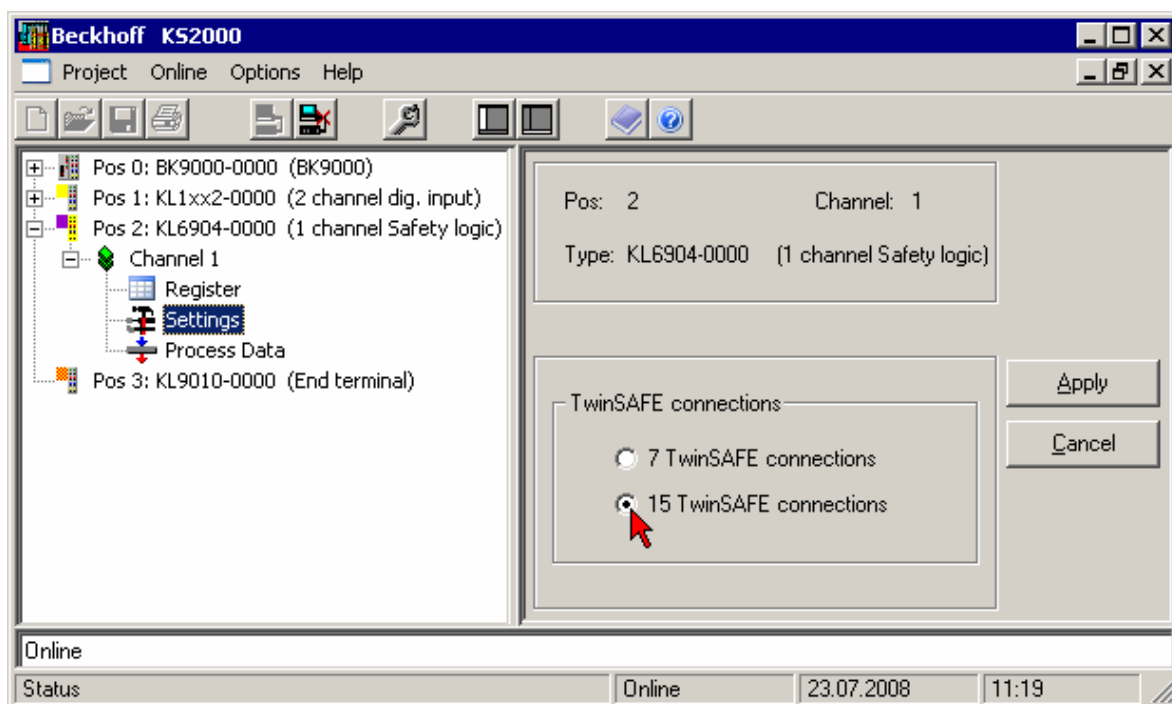 Beckhoff KS2000
Project Online Options Help
Pos 0: BK9000-0000 (BK9000)
Pos 1: KL1xx2-0000 (2 channel dig. input)
Pos 2: KL6904-0000 (1 channel Safety logic)
Channel 1
Register
Settings
Process Data
Pos 3: KL9010-0000 (End terminal)
Pos: 2 Channel: 1
Type: KL6904-0000 (1 channel Safety logic)
TwinSAFE connections
7 TwinSAFE connections
15 TwinSAFE connections
Apply
Cancel
Online
Status Online 23.07.2008 11:19